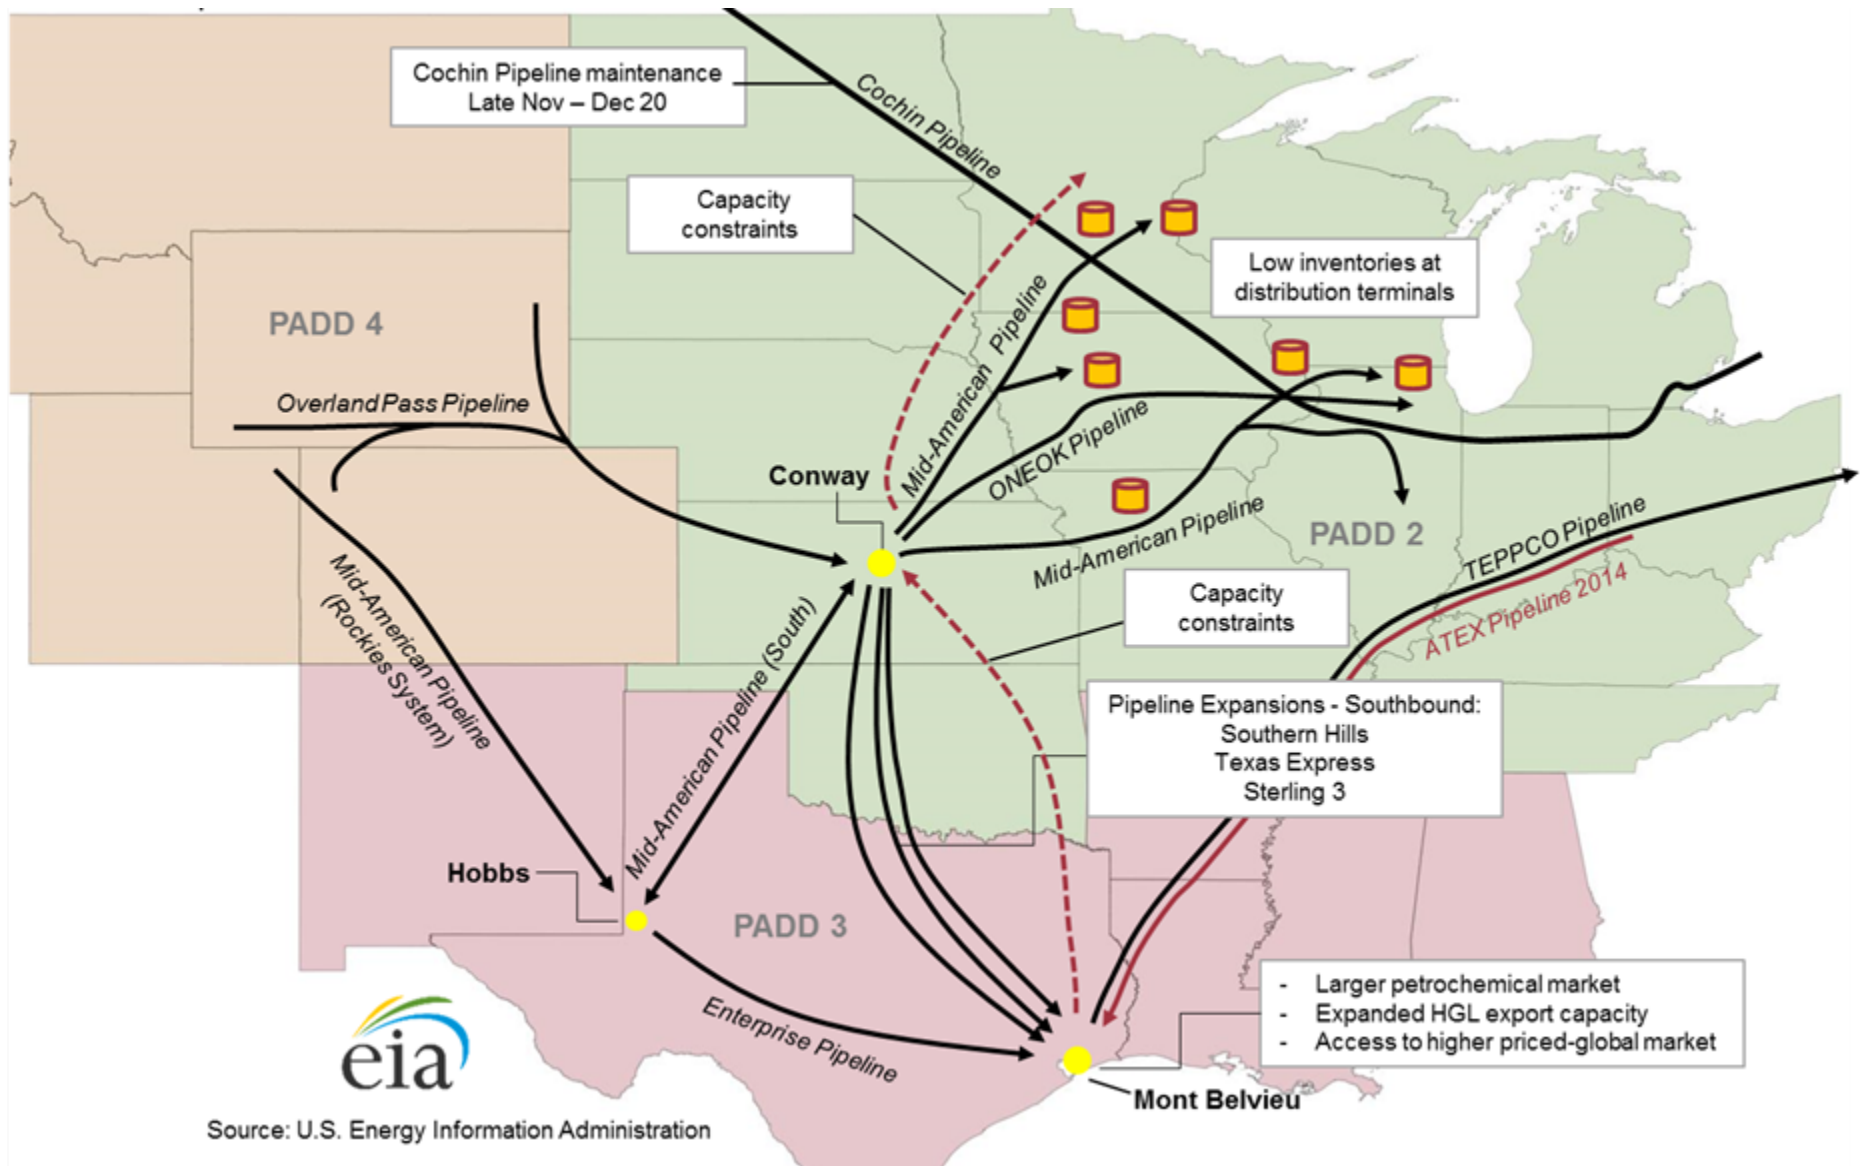 Cochin Pipeline maintenance
Late Nov – Dec 20
Cochin Pipeline
Capacity
constraints
Low inventories at
distribution terminals
PADD 4
Overland Pass Pipeline
Mid-American Pipeline
ONEOK Pipeline
Mid-American Pipeline
Conway
PADD 2
TEPPCO Pipeline
ATEX Pipeline 2014
Capacity
constraints
Mid-American Pipeline
(Rockies System)
Mid-American Pipeline (South)
Pipeline Expansions - Southbound:
Southern Hills
Texas Express
Sterling 3
Hobbs
PADD 3
Enterprise Pipeline
- Larger petrochemical market
- Expanded HGL export capacity
- Access to higher priced-global market
Mont Belvieu
eia
Source: U.S. Energy Information Administration